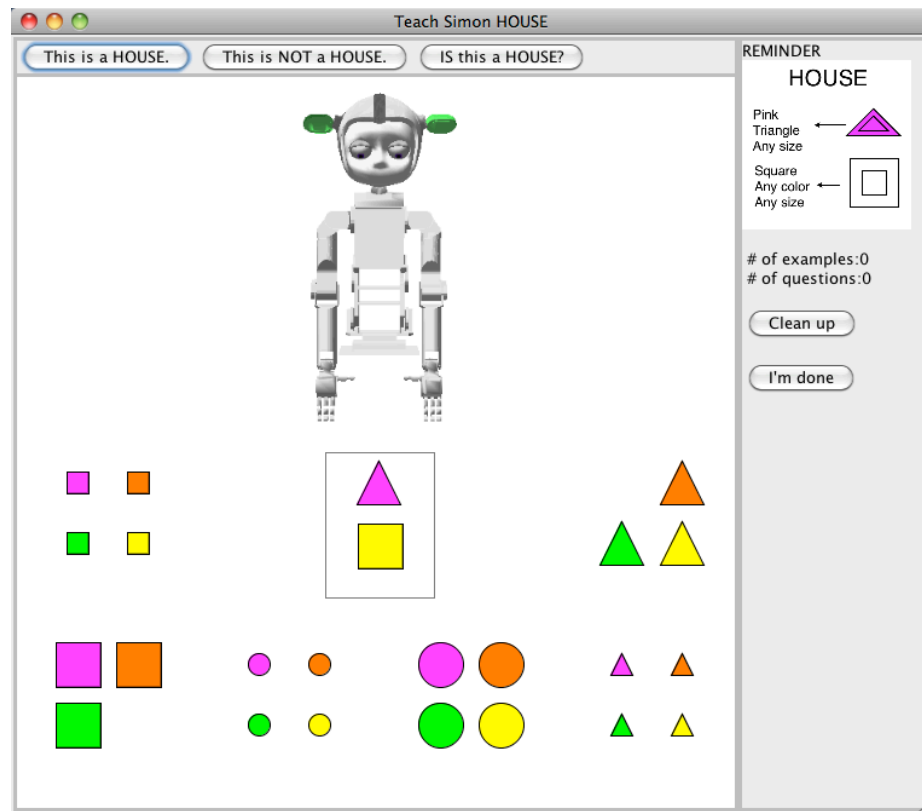 Teach Simon HOUSE
This is a HOUSE.
This is NOT a HOUSE.
IS this a HOUSE?
REMINDER
HOUSE
Pink
Triangle
Any size
Square
Any color
Any size
# of examples:0
# of questions:0
Clean up
I'm done